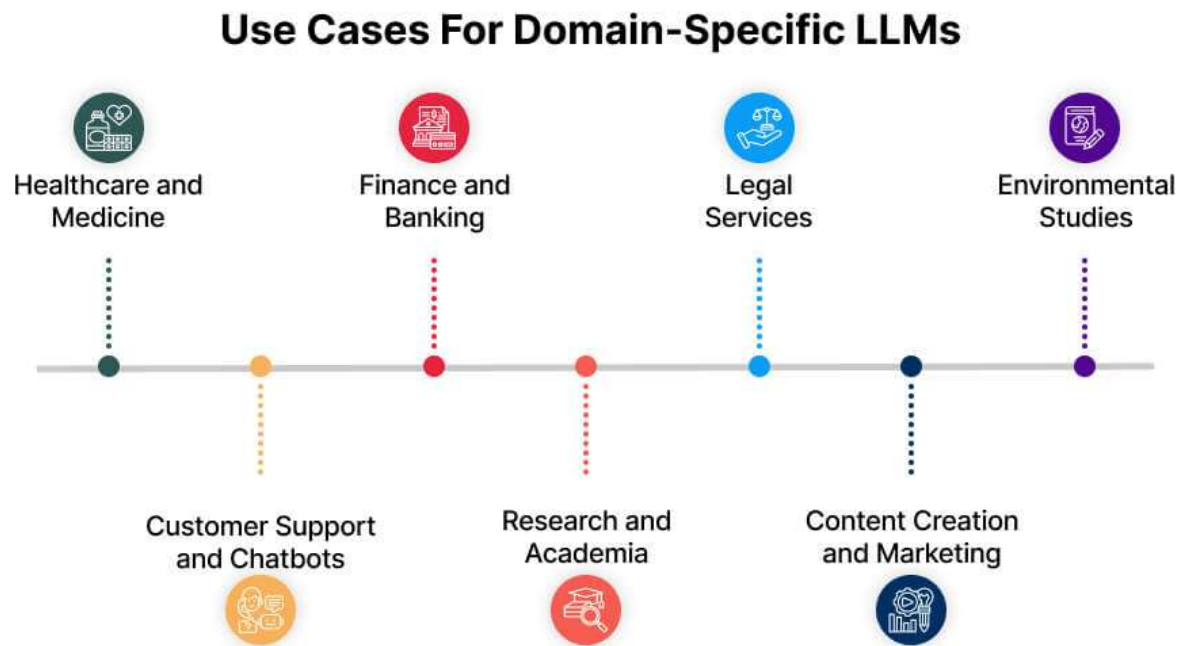 Use Cases For Domain-Specific LLMs
Healthcare and
Medicine
Finance and
Banking
Legal
Services
Environmental
Studies
Customer Support
and Chatbots
Research and
Academia
Content Creation
and Marketing